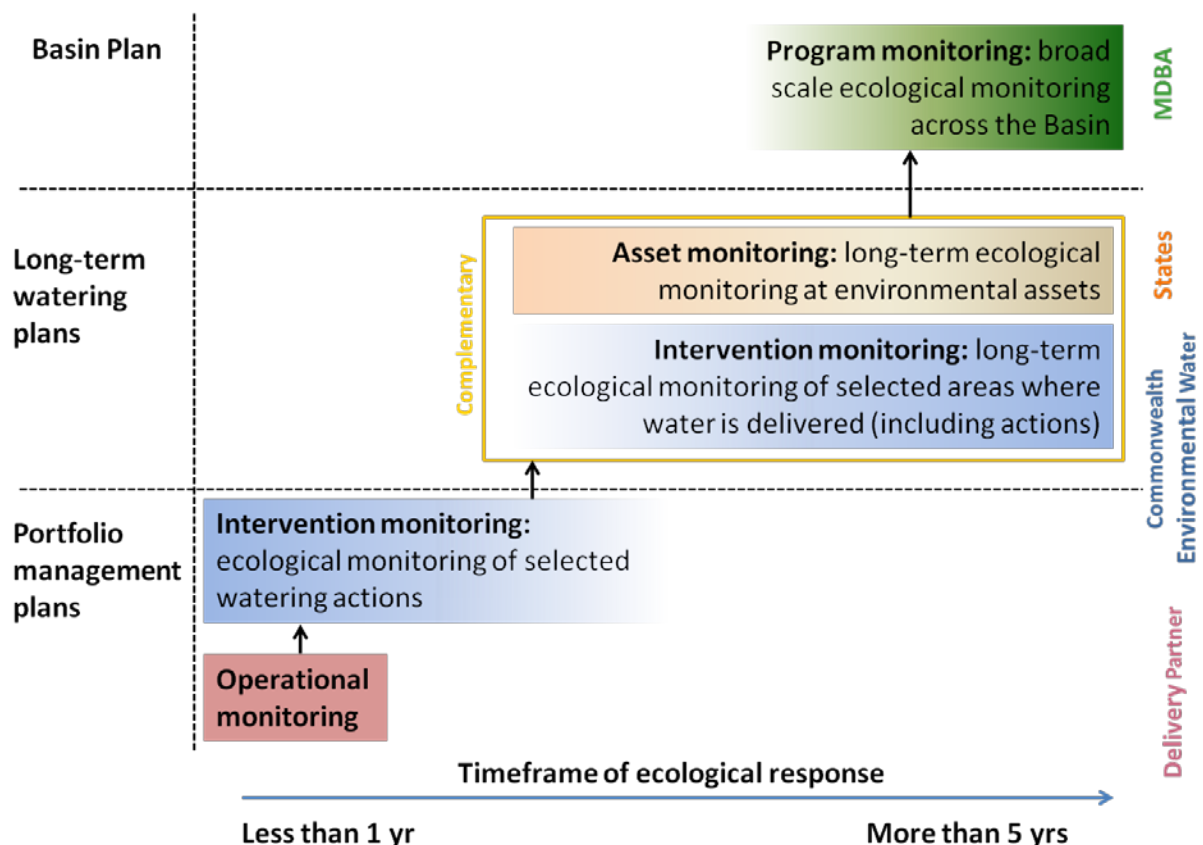 Basin Plan
Program monitoring: broad
scale ecological monitoring
across the Basin
MDBA
Long-term
watering
plans
Complementary
Asset monitoring: long-term ecological
monitoring at environmental assets
Intervention monitoring: long-term
ecological monitoring of selected areas where
water is delivered (including actions)
States
Commonwealth
Environmental Water
Portfolio
management
plans
Intervention monitoring:
ecological monitoring of selected
watering actions
Operational
monitoring
Delivery Partner
Timeframe of ecological response
Less than 1 yr
More than 5 yrs